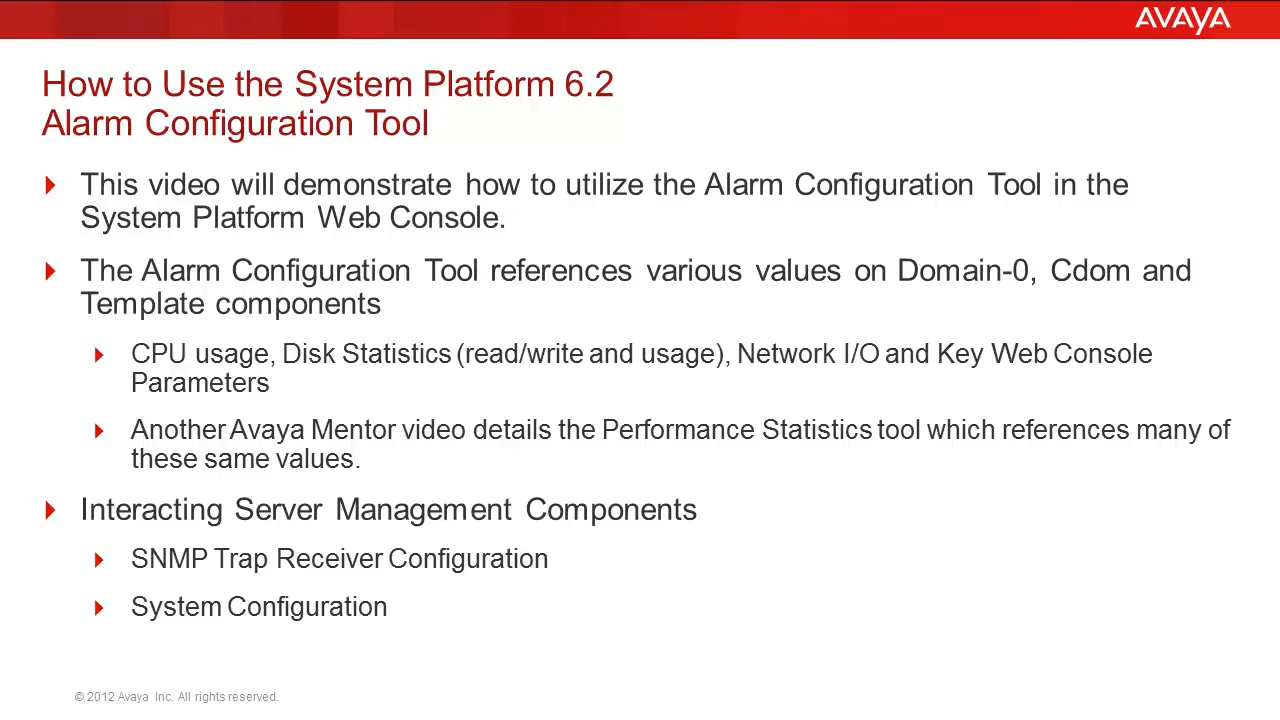 AVAYA
How to Use the System Platform 6.2
Alarm Configuration Tool
This video will demonstrate how to utilize the Alarm Configuration Tool in the
System Platform Web Console.
The Alarm Configuration Tool references various values on Domain-0, Cdom and
Template components
CPU usage, Disk Statistics (read/write and usage), Network I/O and Key Web Console
Parameters
Another Avaya Mentor video details the Performance Statistics tool which references many of
these same values.
Interacting Server Management Components
SNMP Trap Receiver Configuration
System Configuration
© 2012 Avaya Inc. All rights reserved.